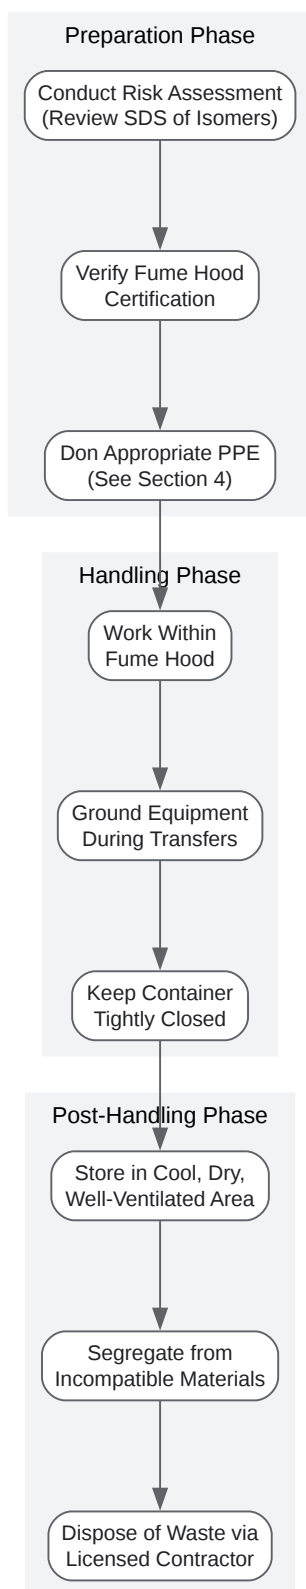 Preparation Phase
Conduct Risk Assessment
(Review SDS of Isomers)
Verify Fume Hood
Certification
Don Appropriate PPE
(See Section 4)
Handling Phase
Work Within
Fume Hood
Ground Equipment
During Transfers
Keep Container
Tightly Closed
Post-Handling Phase
Store in Cool, Dry,
Well-Ventilated Area
Segregate from
Incompatible Materials
Dispose of Waste via
Licensed Contractor